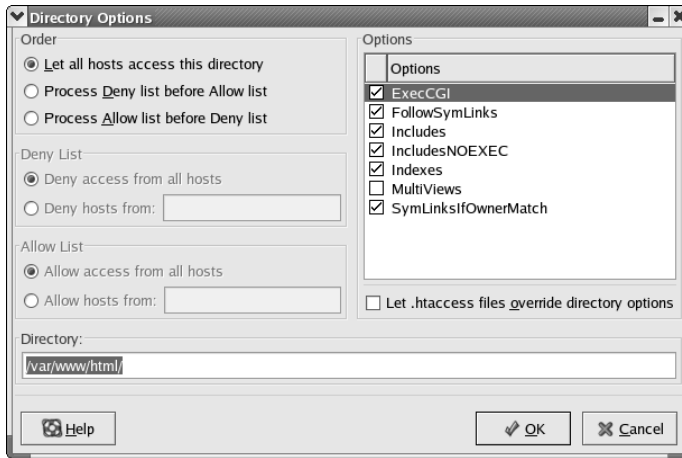 Directory Options
Order
Let all hosts access this directory
Process Deny list before Allow list
Process Allow list before Deny list
Deny List
Deny access from all hosts
Deny hosts from:
Allow List
Allow access from all hosts
Allow hosts from:
Options
Options
ExecCGI
FollowSymLinks
Includes
IncludesNOEXEC
Indexes
MultiViews
SymLinksIfOwnerMatch
Let .htaccess files override directory options
Directory:
/var/www/html/
Help
OK
Cancel